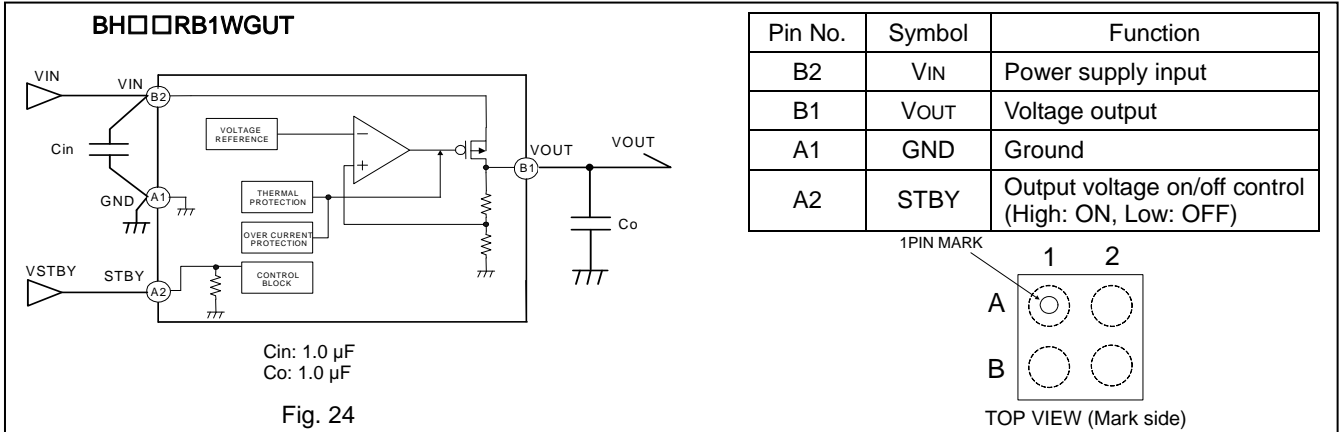 BH□□RB1WGUT
VIN
VIN
B2
Cin
GND
A1
VSTBY
STBY
A2
VOLTAGE
REFERENCE
THERMAL
PROTECTION
OVER CURRENT
PROTECTION
CONTROL
BLOCK
−
+
B1
VOUT
VOUT
Co
Cin: 1.0 µF
Co: 1.0 µF
Fig. 24
Pin No. Symbol Function
B2 VIN Power supply input
B1 VOUT Voltage output
A1 GND Ground
A2 STBY Output voltage on/off control
(High: ON, Low: OFF)
1PIN MARK
1 2
A
B
TOP VIEW (Mark side)